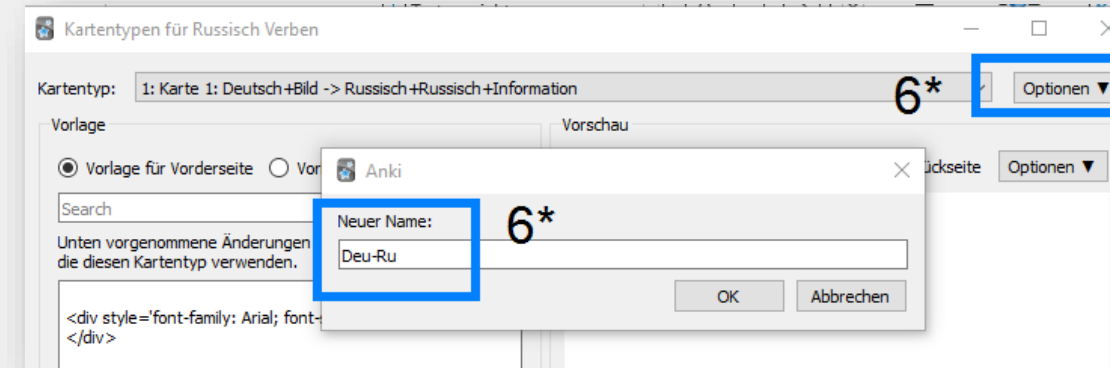 Kartentypen für Russisch Verben
Kartentyp: 1: Karte 1: Deutsch+Bild -> Russisch+Russisch+Information 6* Optionen ▼
Vorlage Vorschau
Vorlage für Vorderseite Vor Anki ückseite Optionen ▼
Search
Neuer Name: 6*
Unten vorgenommene Änderungen
die diesen Kartentyp verwenden.
Deu-Ru
OK Abbrechen
<div style='font-family: Arial; font-
</div>